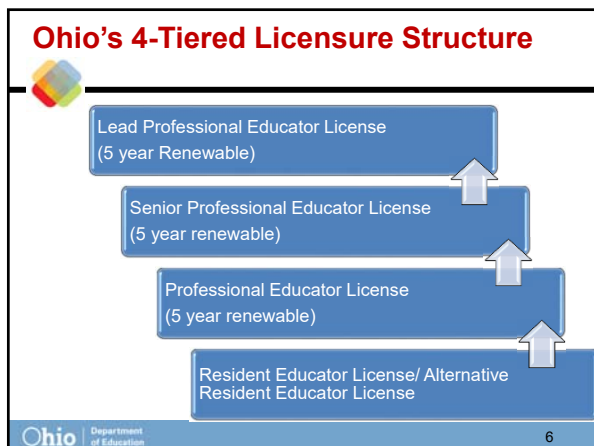 Ohio's 4-Tiered Licensure Structure
Lead Professional Educator License
(5 year Renewable)
Senior Professional Educator License
(5 year renewable)
Professional Educator License
(5 year renewable)
Resident Educator License/ Alternative
Resident Educator License
Ohio
Department
of Education
6